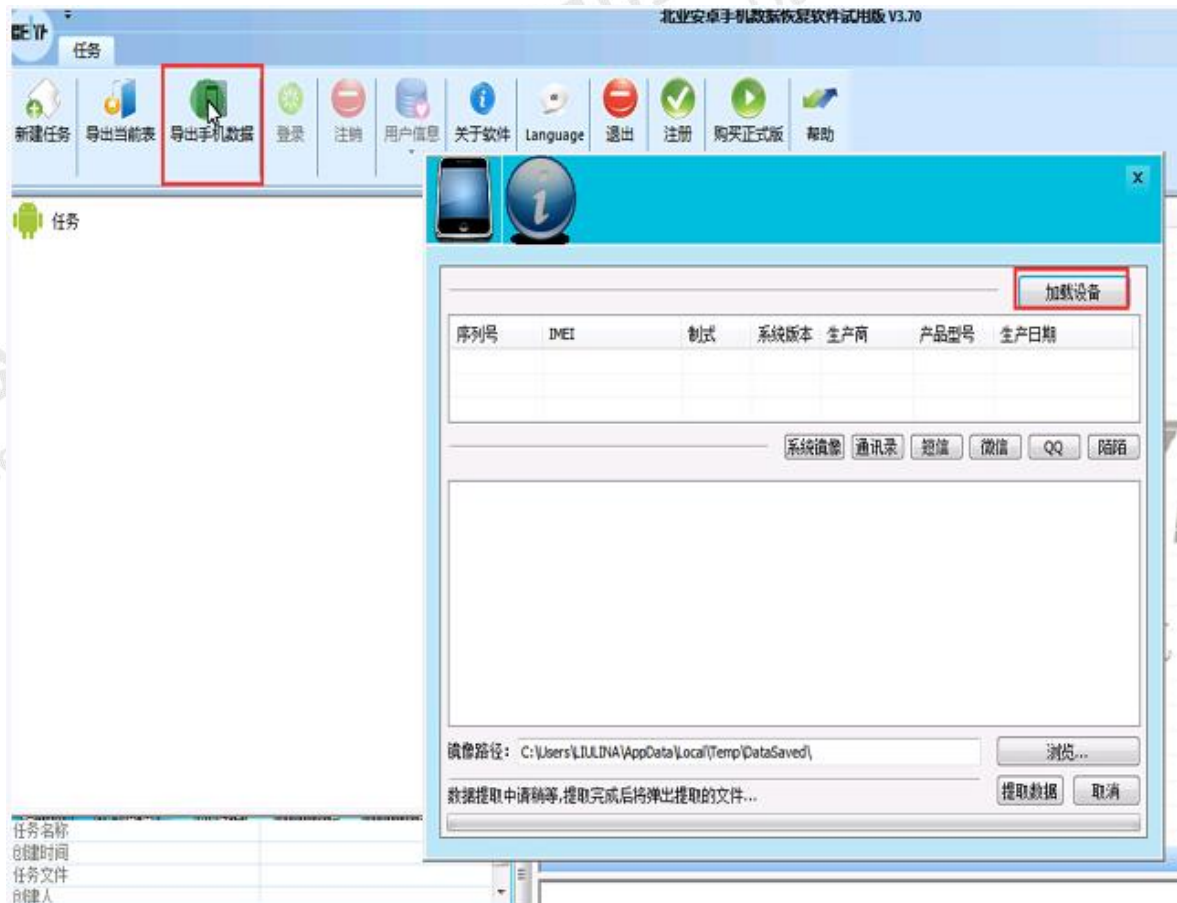 北业安卓手机数据恢复软件试用版 V3.70
任务
新建任务 导出当前表 导出手机数据 登录 注销 用户信息 关于软件 Language 退出 注册 购买正式版 帮助
任务
x
加载设备
序列号 IMEI 制式 系统版本 生产商 产品型号 生产日期
系统镜像 通讯录 短信 微信 QQ 陌陌
镜像路径: C:\Users\LIULINA\AppData\Local\Temp\DataSaved\ 浏览...
数据提取中请稍等,提取完成后将弹出提取的文件... 提取数据 取消
任务名称
创建时间
任务文件
创建人